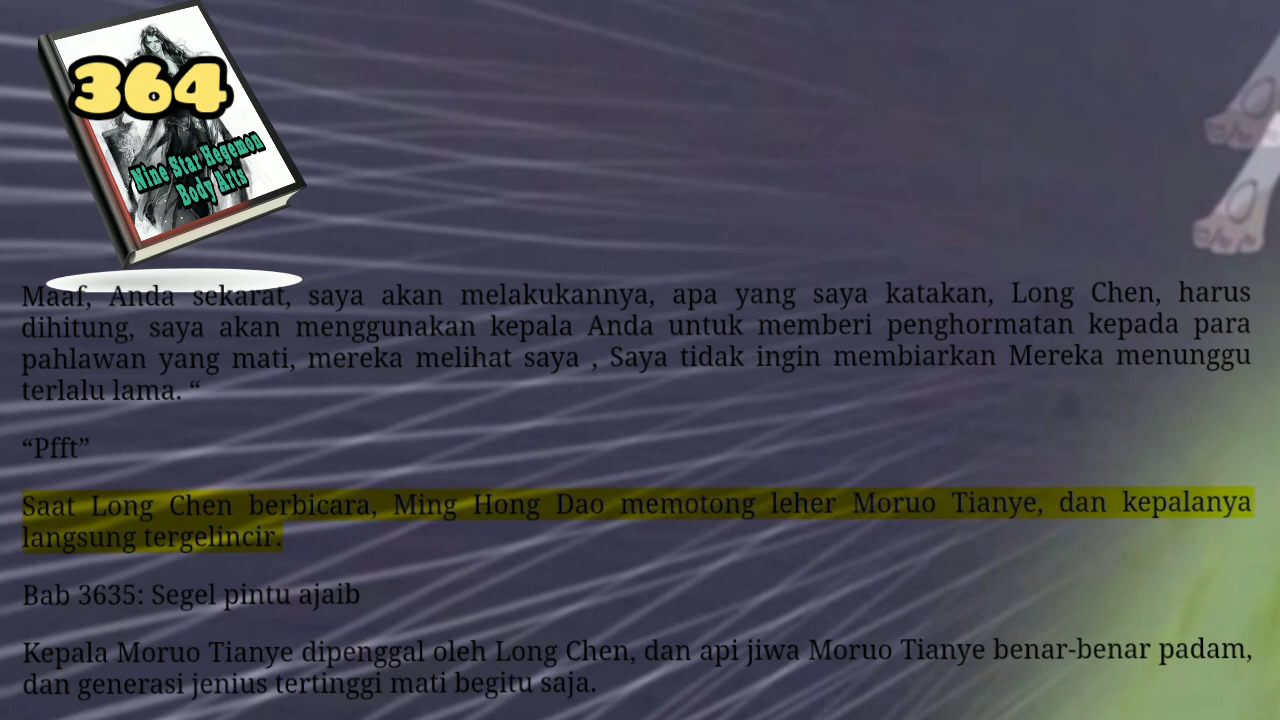 364
Nine Star Hegemon
Body Arts
Maaf, Anda sekarat, saya akan melakukannya, apa yang saya katakan, Long Chen, harus
dihitung, saya akan menggunakan kepala Anda untuk memberi penghormatan kepada para
pahlawan yang mati, mereka melihat saya , Saya tidak ingin membiarkan Mereka menunggu
terlalu lama. “
“Pfft”
Saat Long Chen berbicara, Ming Hong Dao memotong leher Moruo Tianye, dan kepalanya
langsung tergelincir.
Bab 3635: Segel pintu ajaib
Kepala Moruo Tianye dipenggal oleh Long Chen, dan api jiwa Moruo Tianye benar-benar padam,
dan generasi jenius tertinggi mati begitu saja.